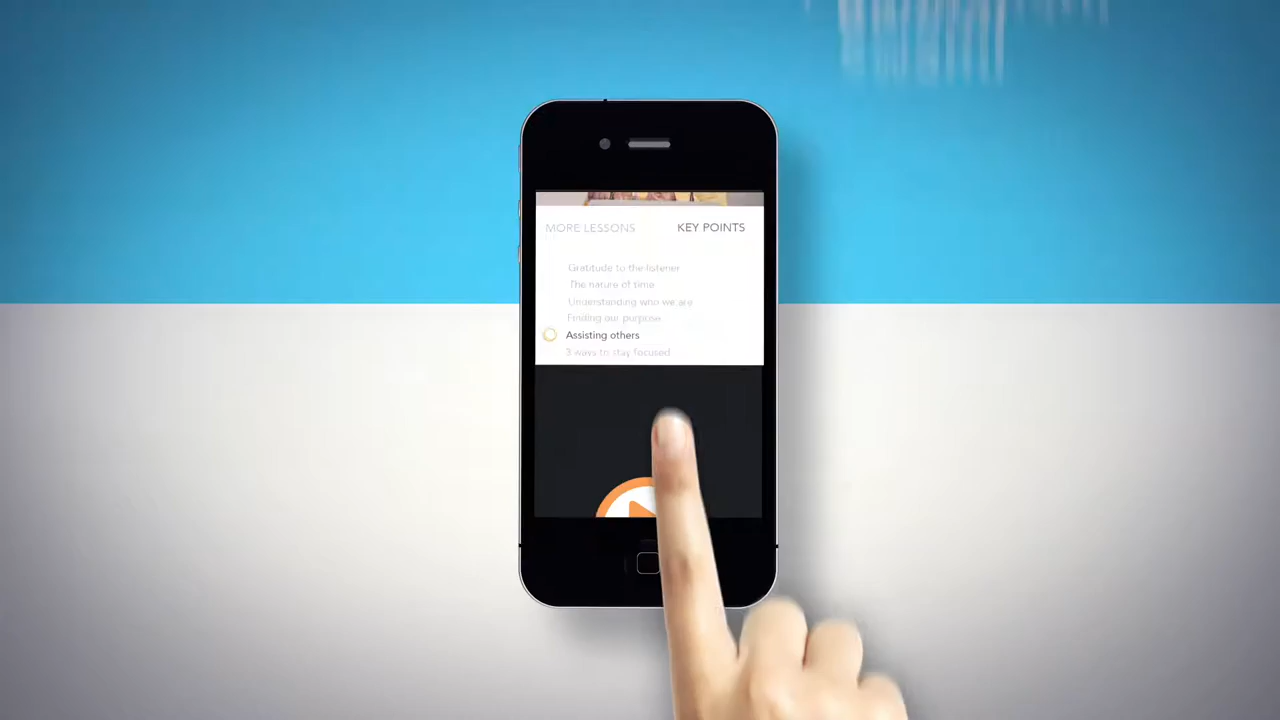 MORE LESSONS
KEY POINTS
Gratitude to the listener
The nature of time
Understanding who we are
Finding our purpose
Assisting others
3 ways to stay focused